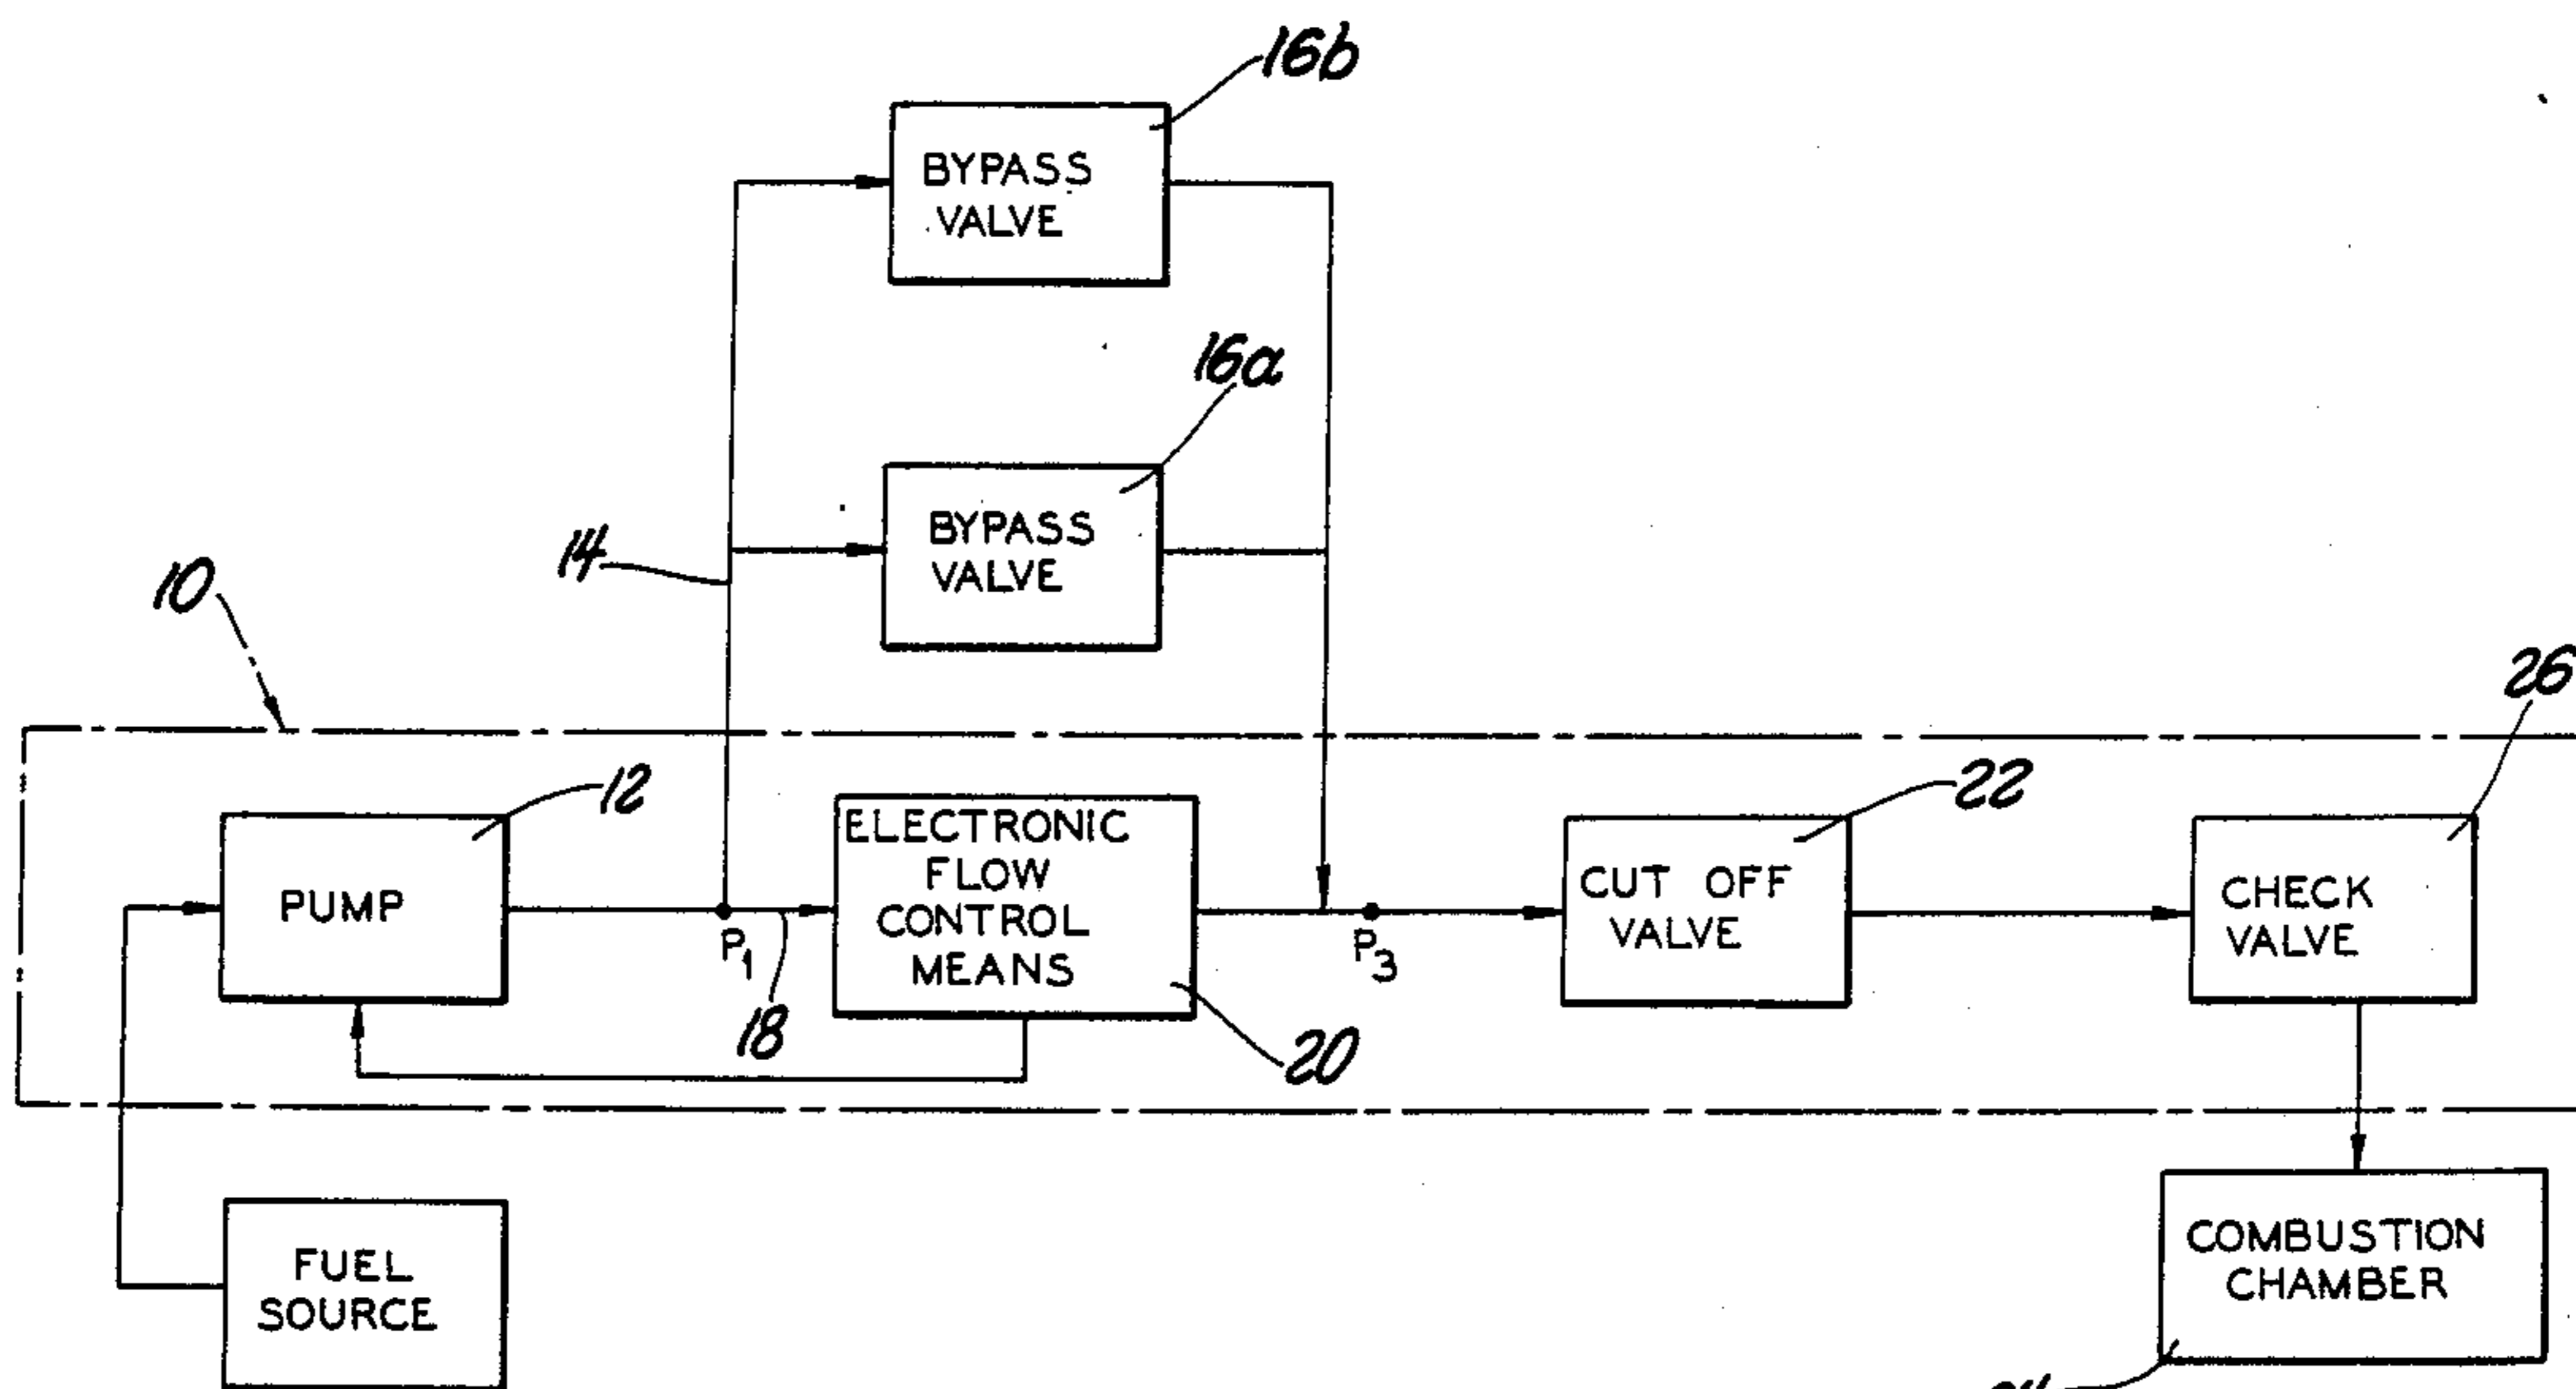 16b
BYPASS
VALVE
16a
BYPASS
VALVE
14
10
26
12
22
ELECTRONIC
FLOW
CONTROL
MEANS
PUMP
P1
P3
CUT OFF
VALVE
CHECK
VALVE
18
20
FUEL
SOURCE
COMBUSTION
CHAMBER